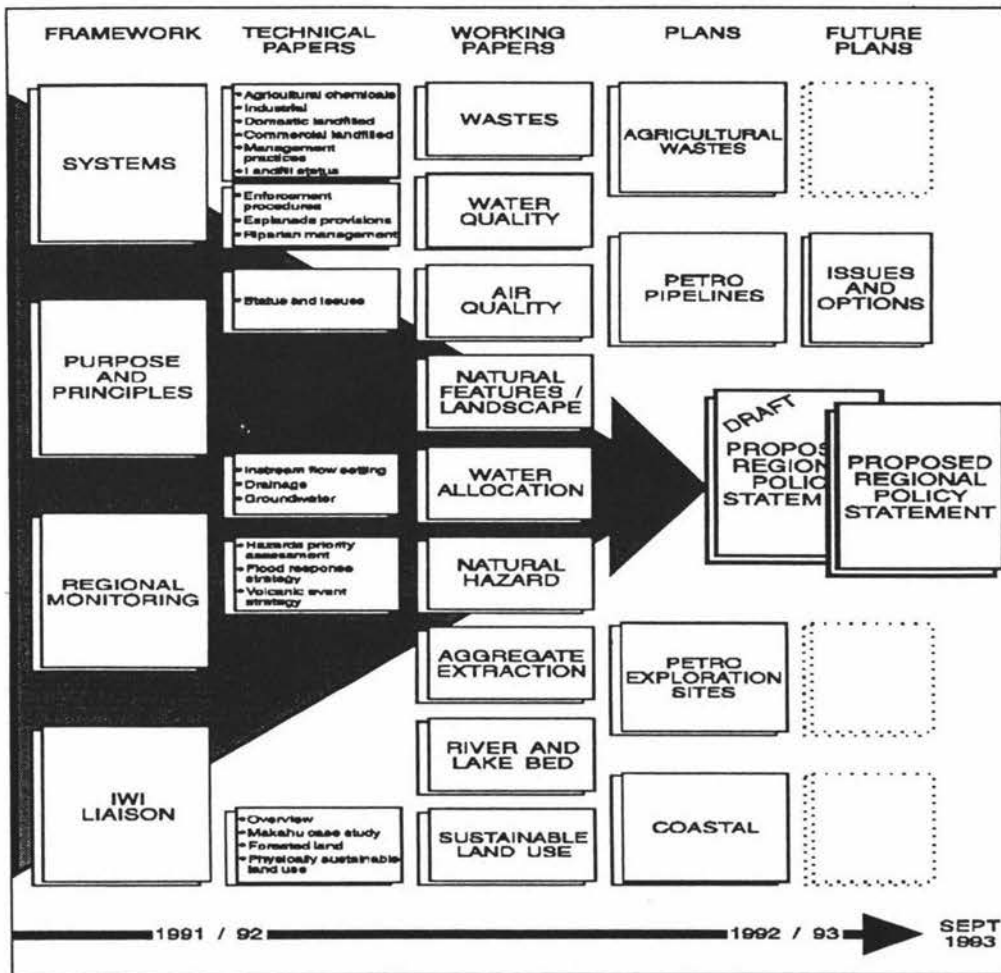 FRAMEWORK
TECHNICAL
PAPERS
WORKING
PAPERS
PLANS
FUTURE
PLANS
SYSTEMS
PURPOSE
AND
PRINCIPLES
REGIONAL
MONITORING
IWI
LIAISON
Agricultural chemicals
Industrial
Domestic landfilled
Commercial landfilled
Management
practices
Landfill status
Enforcement
procedures
Esplanade provisions
Riparian management
Status and issues
Instream flow setting
Drainage
Groundwater
Hazards priority
assessment
Flood response
strategy
Volcanic event
strategy
Overview
Makahu case study
Forested land
Physically sustainable
land use
WASTES
WATER
QUALITY
AIR
QUALITY
NATURAL
FEATURES /
LANDSCAPE
WATER
ALLOCATION
NATURAL
HAZARD
AGGREGATE
EXTRACTION
RIVER AND
LAKE BED
SUSTAINABLE
LAND USE
AGRICULTURAL
WASTES
PETRO
PIPELINES
PETRO
EXPLORATION
SITES
COASTAL
ISSUES
AND
OPTIONS
DRAFT
PROPOS
REGION
POLIC
STATEM
PROPOSED
REGIONAL
POLICY
STATEMENT
1991 / 92
1992 / 93
SEPT
1993